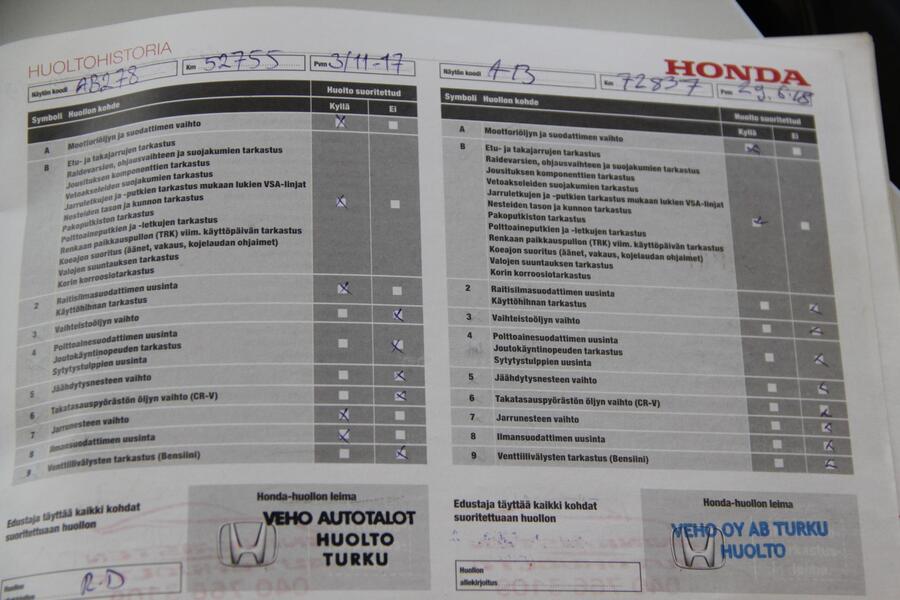 HUOLTOHISTORIA
Näytön koodi AB278 Km 52755 Pvm 3/11-17
Symboli Huollon kohde Huolto suoritettud
Kyllä Ei
A Moottoriöljyn ja suodattimen vaihto
B Etu- ja takajarrujen tarkastus
Raidevarsien, ohjausvaihteen ja suojakumien tarkastus
Jousituksen komponenttien tarkastus
Vetoakseleiden suojakumien tarkastus
Jarruletkujen ja -putkien tarkastus mukaan lukien VSA-linjat
Nesteiden tason ja kunnon tarkastus
Pakoputkiston tarkastus
Polttoaineputkien ja -letkujen tarkastus
Renkaan paikkauspullon (TRK) viim. käyttöpäivän tarkastus
Koeajon suoritus (äänet, vakaus, kojelaudan ohjaimet)
Valojen suuntauksen tarkastus
Korin korroosiotarkastus
2 Raitisilmasuodattimen uusinta
Käyttöhihnan tarkastus
3 Vaihteistoöljyn vaihto
4 Polttoainesuodattimen uusinta
Joutokäyntinopeuden tarkastus
Sytytystulppien uusinta
5 Jäähdytysnesteen vaihto
6 Takatasauspyörästön öljyn vaihto (CR-V)
7 Jarrunesteen vaihto
8 Ilmansuodattimen uusinta
9 Venttiilivälysten tarkastus (Bensiini)
Edustaja täyttää kaikki kohdat
suoritettuaan huollon
Honda-huollon leima
VEHO AUTOTALOT
HUOLTO
TURKU
Huollon
R-D
HONDA
Näytön koodi AB Km 72837 Pvm 29.6.18
Symboli Huollon kohde Huolto suoritettud
Kyllä Ei
A Moottoriöljyn ja suodattimen vaihto
B Etu- ja takajarrujen tarkastus
Raidevarsien, ohjausvaihteen ja suojakumien tarkastus
Jousituksen komponenttien tarkastus
Vetoakseleiden suojakumien tarkastus
Jarruletkujen ja -putkien tarkastus mukaan lukien VSA-linjat
Nesteiden tason ja kunnon tarkastus
Pakoputkiston tarkastus
Polttoaineputkien ja -letkujen tarkastus
Renkaan paikkauspullon (TRK) viim. käyttöpäivän tarkastus
Koeajon suoritus (äänet, vakaus, kojelaudan ohjaimet)
Valojen suuntauksen tarkastus
Korin korroosiotarkastus
2 Raitisilmasuodattimen uusinta
Käyttöhihnan tarkastus
3 Vaihteistoöljyn vaihto
4 Polttoainesuodattimen uusinta
Joutokäyntinopeuden tarkastus
Sytytystulppien uusinta
5 Jäähdytysnesteen vaihto
6 Takatasauspyörästön öljyn vaihto (CR-V)
7 Jarrunesteen vaihto
8 Ilmansuodattimen uusinta
9 Venttiilivälysten tarkastus (Bensiini)
Edustaja täyttää kaikki kohdat
suoritettuaan huollon
Honda-huollon leima
VEHO OY AB TURKU
HUOLTO
Huollon
allekirjoitus